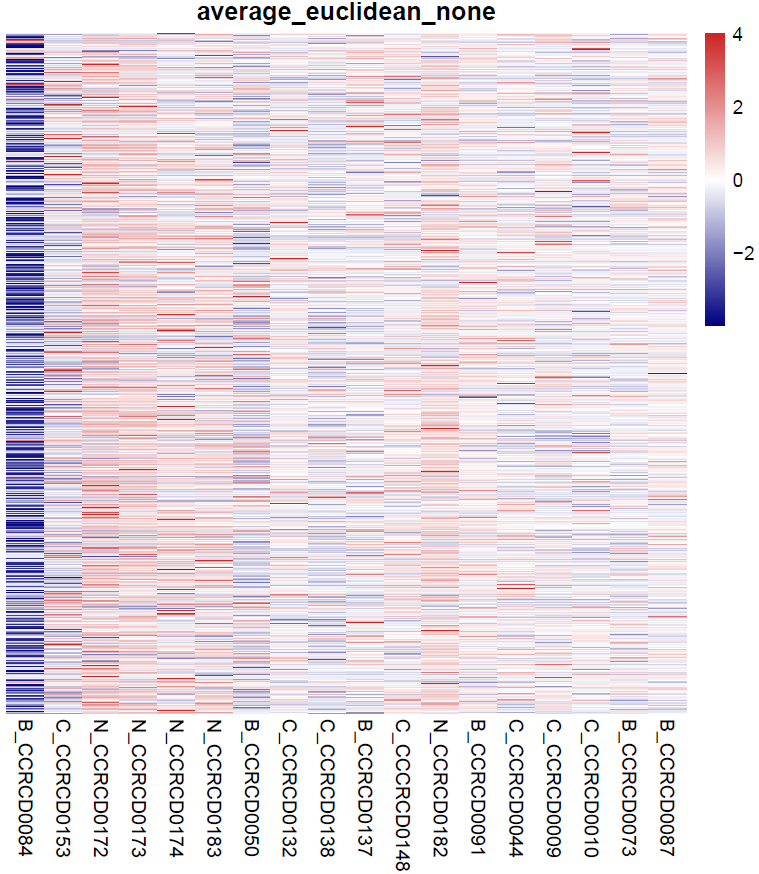 average_euclidean_none
4
2
0
−2
B_CCRCD0084
C_CCRCD0153
N_CCRCD0172
N_CCRCD0173
N_CCRCD0174
N_CCRCD0183
B_CCRCD0050
C_CCRCD0132
C_CCRCD0138
B_CCRCD0137
C_CCCRCD0148
N_CCRCD0182
B_CCRCD0091
C_CCRCD0044
C_CCRCD0009
C_CCRCD0010
B_CCRCD0073
B_CCRCD0087